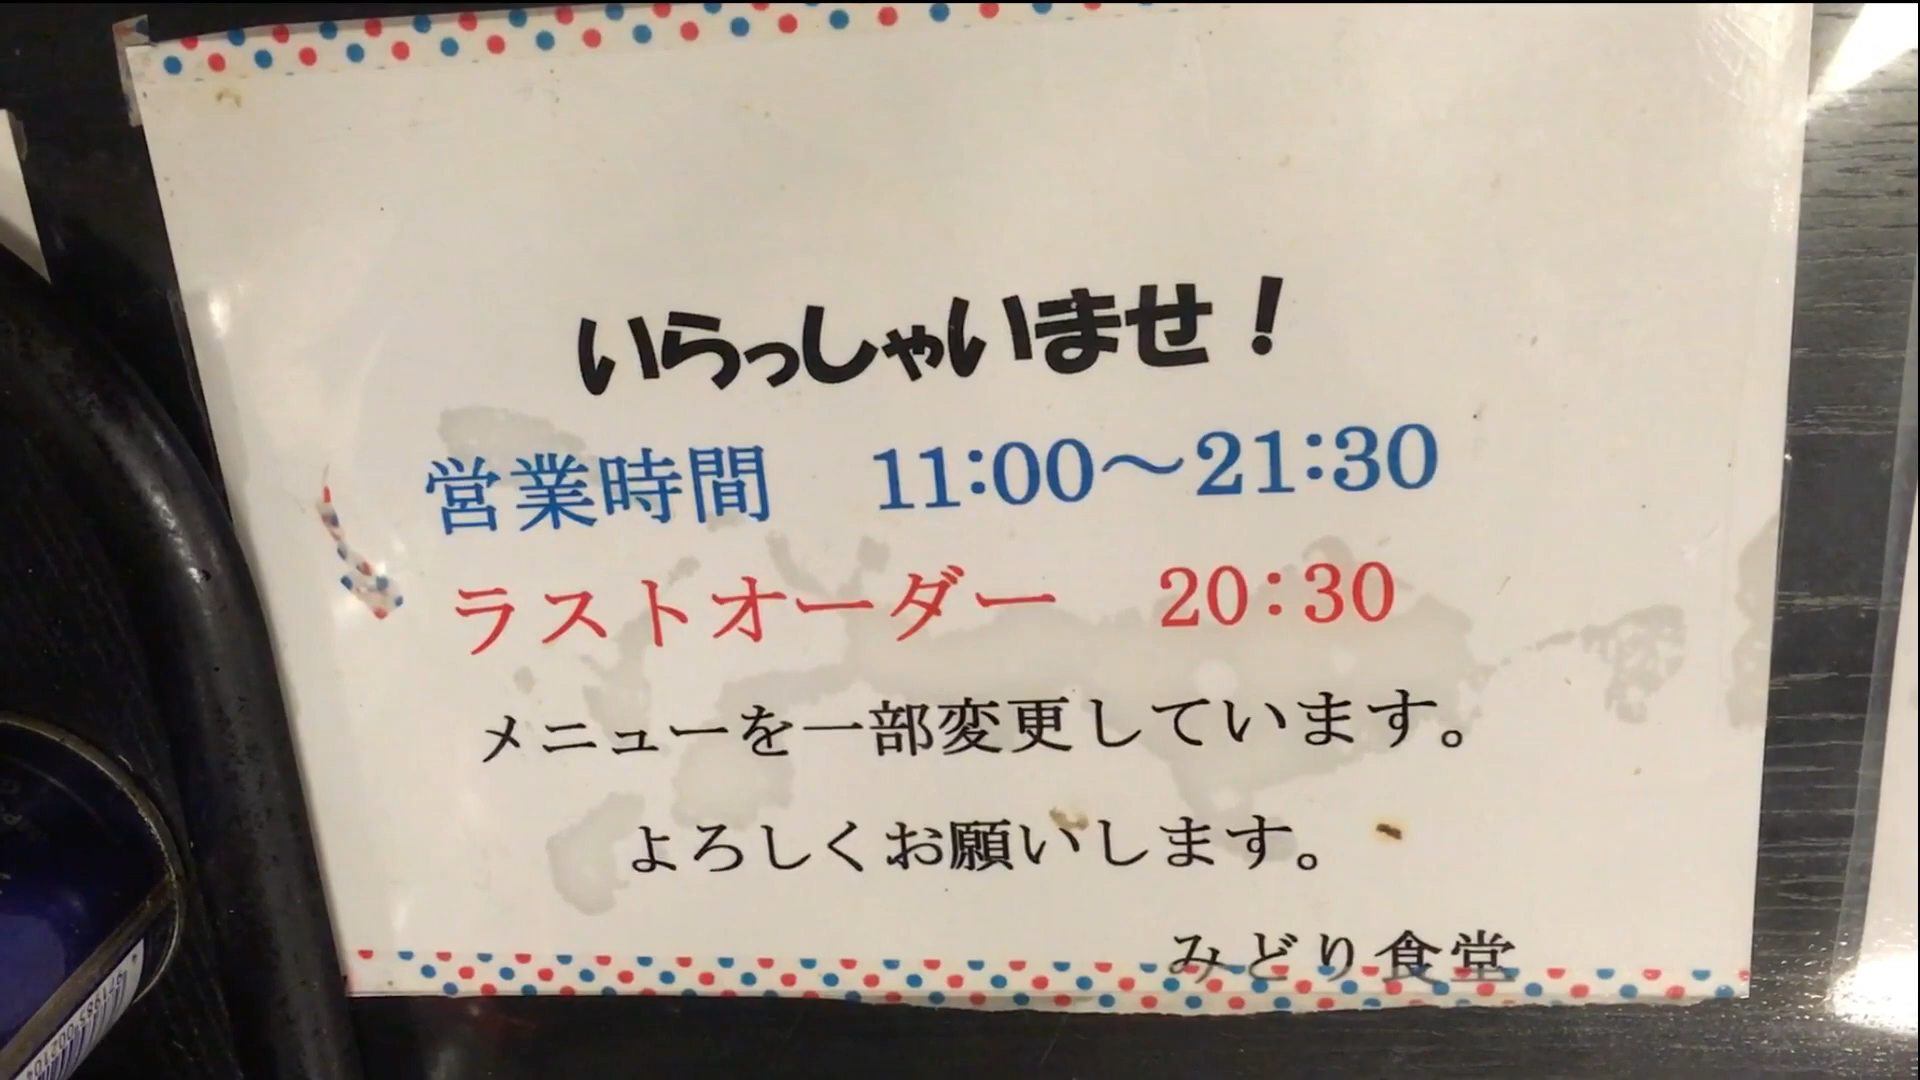 いらっしゃいませ！
営業時間　11:00～21:30
ラストオーダー　20：30
メニューを一部変更しています。
よろしくお願いします。
みどり食堂